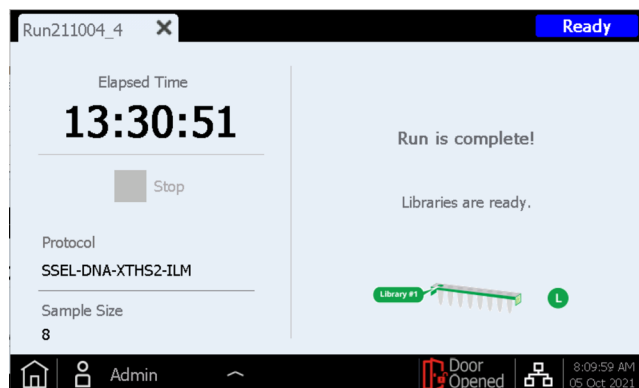 Run211004_4
Ready
Elapsed Time
13:30:51
Stop
Protocol
SSEL-DNA-XTHS2-ILM
Sample Size
8
Run is complete!
Libraries are ready.
Library #1
L
Admin
Door
Opened
8:09:59 AM
05 Oct 2021